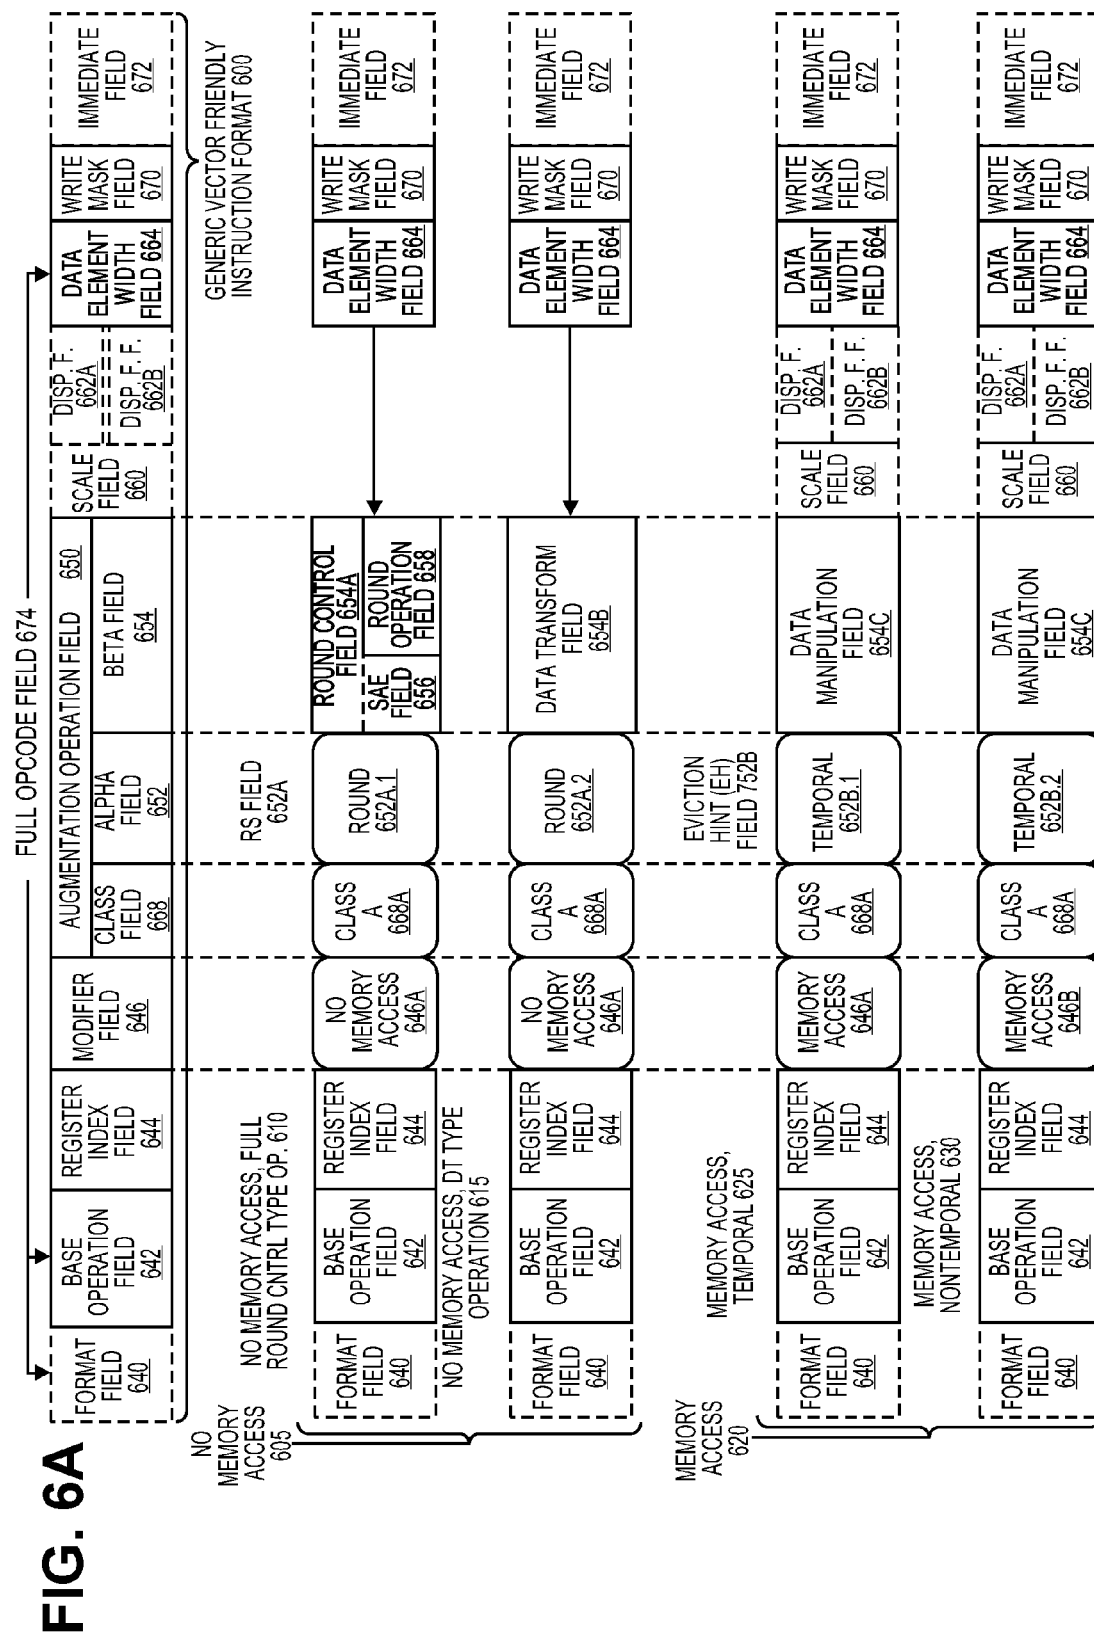 FIG. 6A
FULL OPCODE FIELD 674
FORMAT
FIELD
640
BASE
OPERATION
FIELD
642
REGISTER
INDEX
FIELD
644
MODIFIER
FIELD
646
AUGMENTATION OPERATION FIELD 650
CLASS
FIELD
668
ALPHA
FIELD
652
BETA FIELD
654
SCALE
FIELD
660
DISP. F.
662A
DISP. F. F.
662B
DATA
ELEMENT
WIDTH
FIELD 664
WRITE
MASK
FIELD
670
IMMEDIATE
FIELD
672
GENERIC VECTOR FRIENDLY
INSTRUCTION FORMAT 600
NO
MEMORY
ACCESS
605
NO MEMORY ACCESS, FULL
ROUND CNTRL TYPE OP. 610
RS FIELD
652A
FORMAT
FIELD
640
BASE
OPERATION
FIELD
642
REGISTER
INDEX
FIELD
644
NO
MEMORY
ACCESS
646A
CLASS
A
668A
ROUND
652A.1
ROUND CONTROL
FIELD 654A
SAE
FIELD
656
ROUND
OPERATION
FIELD 658
DATA
ELEMENT
WIDTH
FIELD 664
WRITE
MASK
FIELD
670
IMMEDIATE
FIELD
672
NO MEMORY ACCESS, DT TYPE
OPERATION 615
FORMAT
FIELD
640
BASE
OPERATION
FIELD
642
REGISTER
INDEX
FIELD
644
NO
MEMORY
ACCESS
646A
CLASS
A
668A
ROUND
652A.2
DATA TRANSFORM
FIELD
654B
DATA
ELEMENT
WIDTH
FIELD 664
WRITE
MASK
FIELD
670
IMMEDIATE
FIELD
672
MEMORY
ACCESS
620
MEMORY ACCESS,
TEMPORAL 625
EVICTION
HINT (EH)
FIELD 752B
FORMAT
FIELD
640
BASE
OPERATION
FIELD
642
REGISTER
INDEX
FIELD
644
MEMORY
ACCESS
646A
CLASS
A
668A
TEMPORAL
652B.1
DATA
MANIPULATION
FIELD
654C
SCALE
FIELD
660
DISP. F.
662A
DISP. F. F.
662B
DATA
ELEMENT
WIDTH
FIELD 664
WRITE
MASK
FIELD
670
IMMEDIATE
FIELD
672
MEMORY ACCESS,
NONTEMPORAL 630
FORMAT
FIELD
640
BASE
OPERATION
FIELD
642
REGISTER
INDEX
FIELD
644
MEMORY
ACCESS
646B
CLASS
A
668A
TEMPORAL
652B.2
DATA
MANIPULATION
FIELD
654C
SCALE
FIELD
660
DISP. F.
662A
DISP. F. F.
662B
DATA
ELEMENT
WIDTH
FIELD 664
WRITE
MASK
FIELD
670
IMMEDIATE
FIELD
672